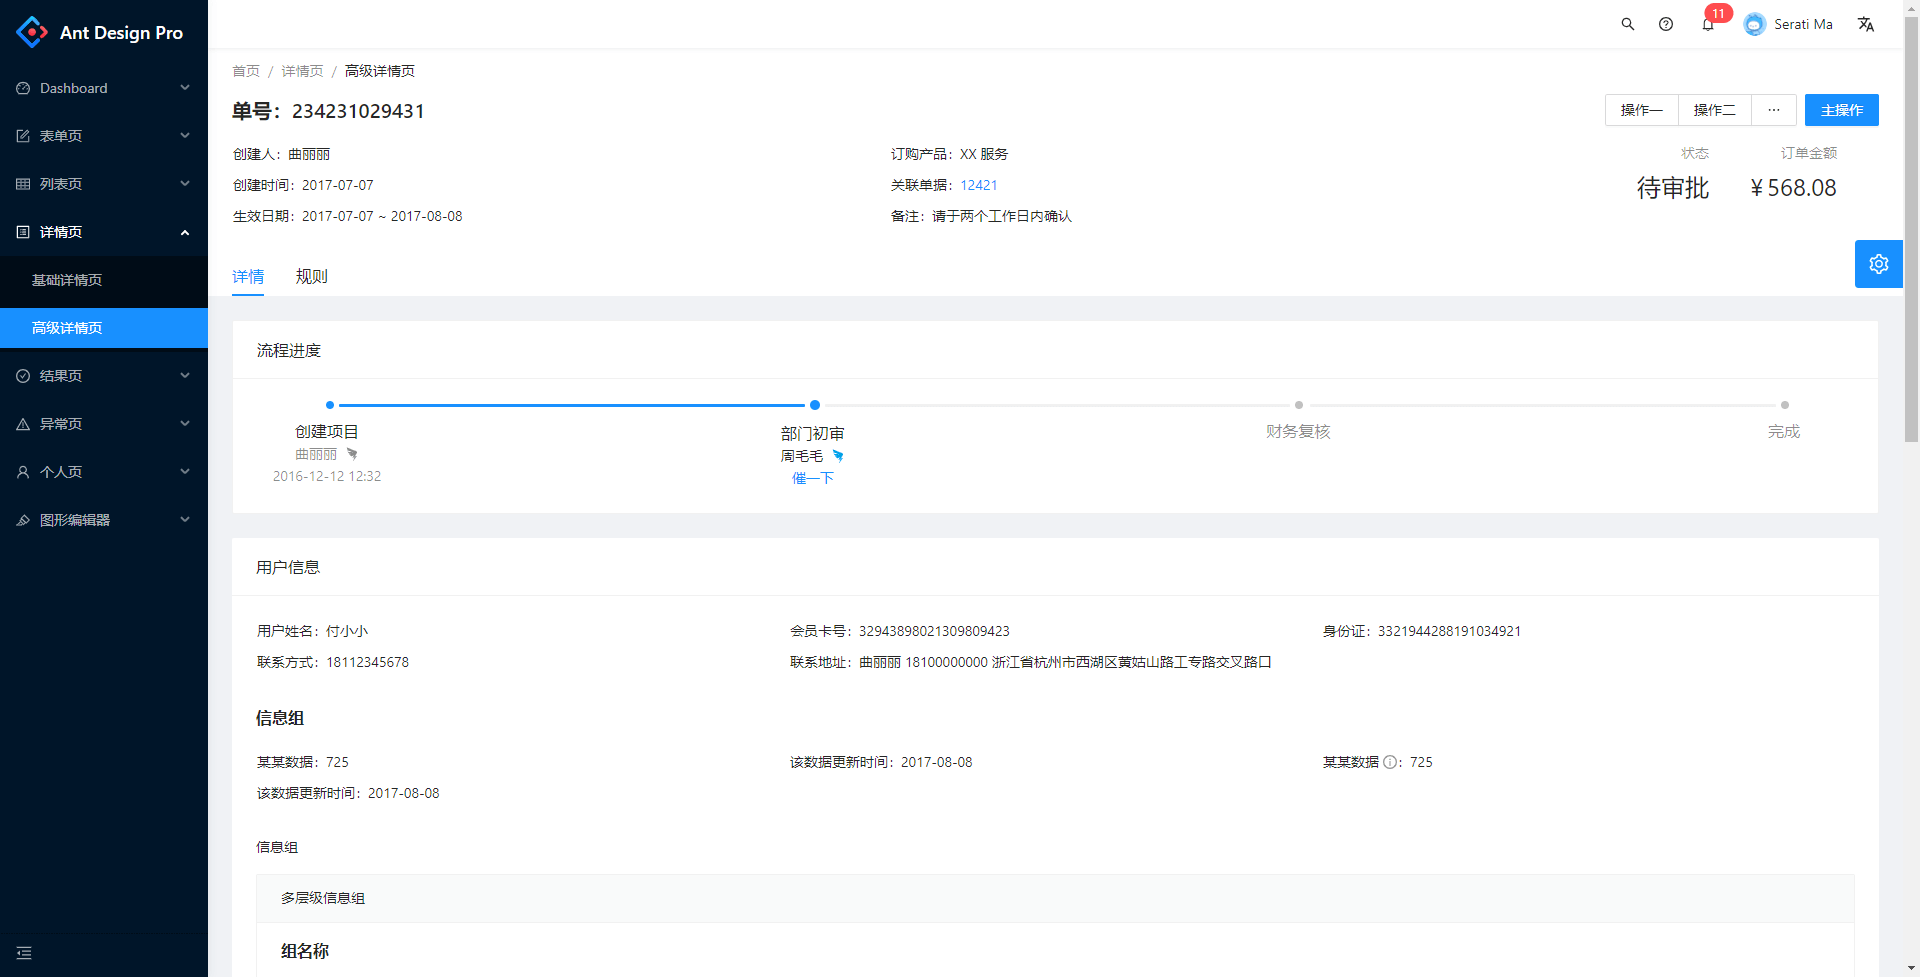 Ant Design Pro
Dashboard
表单页
列表页
详情页
基础详情页
高级详情页
结果页
异常页
个人页
图形编辑器
11
Serati Ma
首页 / 详情页 / 高级详情页
单号：234231029431
操作一 操作二 ··· 主操作
创建人：曲丽丽
订购产品：XX 服务
创建时间：2017-07-07
关联单据：12421
生效日期：2017-07-07 ~ 2017-08-08
备注：请于两个工作日内确认
状态
待审批
订单金额
¥ 568.08
详情 规则
流程进度
创建项目
曲丽丽
2016-12-12 12:32
部门初审
周毛毛
催一下
财务复核
完成
用户信息
用户姓名：付小小
会员卡号：32943898021309809423
身份证：3321944288191034921
联系方式：18112345678
联系地址：曲丽丽 18100000000 浙江省杭州市西湖区黄姑山路工专路交叉路口
信息组
某某数据：725
该数据更新时间：2017-08-08
某某数据：725
该数据更新时间：2017-08-08
信息组
多层级信息组
组名称